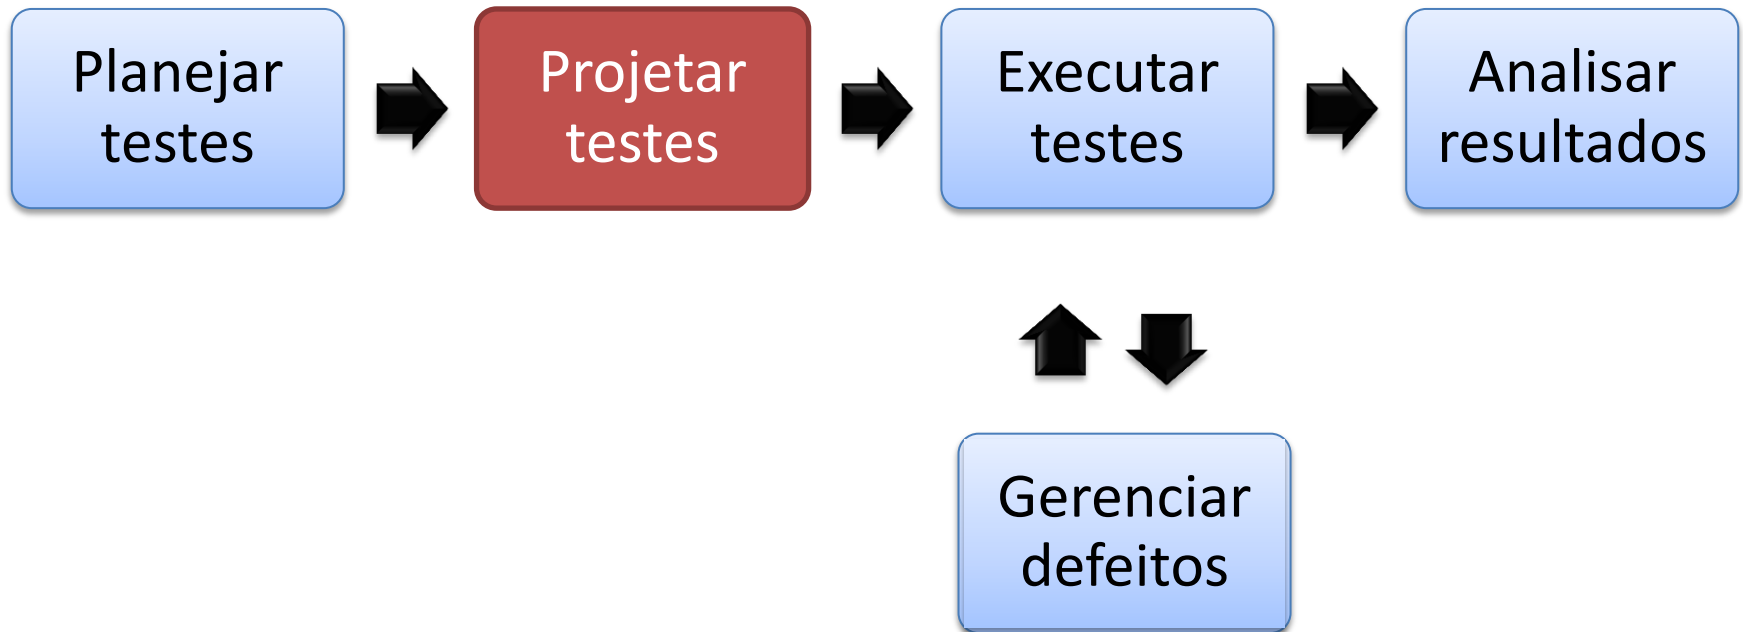 Planejar
testes
Projetar
testes
Executar
testes
Analisar
resultados
Gerenciar
defeitos